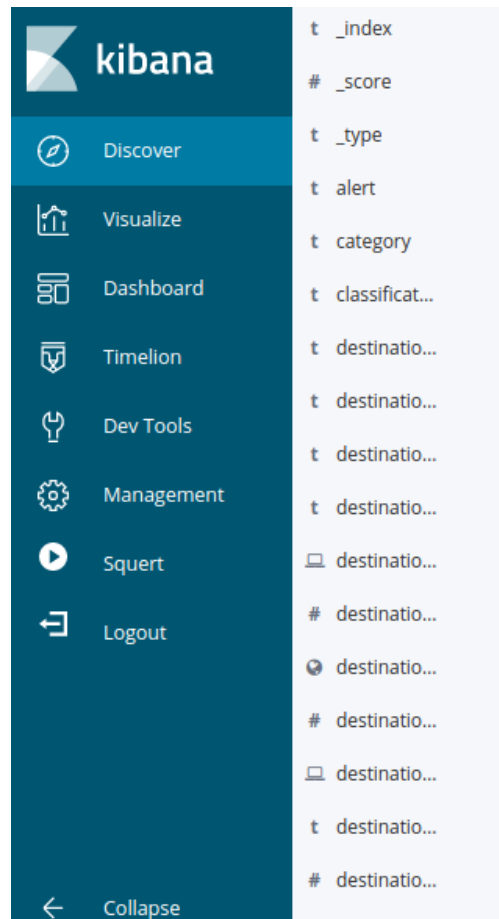 kibana
Discover
Visualize
Dashboard
Timelion
Dev Tools
Management
Squert
Logout
Collapse
t _index
# _score
t _type
t alert
t category
t classificat...
t destinatio...
t destinatio...
t destinatio...
t destinatio...
destinatio...
# destinatio...
destinatio...
# destinatio...
destinatio...
t destinatio...
# destinatio...